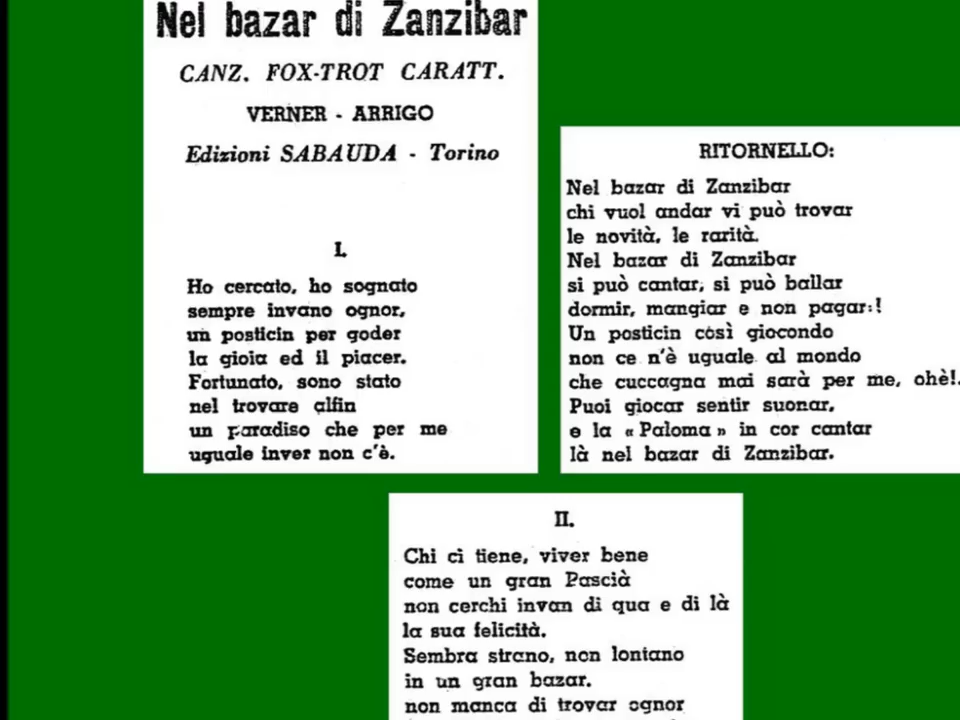 Nel bazar di Zanzibar
CANZ. FOX-TROT CARATT.
VERNER - ARRIGO
Edizioni SABAUDA - Torino
I.
Ho cercato, ho sognato
sempre invano ognor,
un posticin per goder
la gioia ed il piacer.
Fortunato, sono stato
nel trovare alfin
un paradiso che per me
uguale inver non c'è.
RITORNELLO:
Nel bazar di Zanzibar
chi vuol andar vi può trovar
le novità, le rarità.
Nel bazar di Zanzibar
si può cantar, si può ballar
dormir, mangiar e non pagar:!
Un posticin così giocondo
non ce n'è uguale al mondo
che cuccagna mai sarà per me, ohè!.
Puoi giocar sentir suonar,
e la «Paloma» in cor cantar
là nel bazar di Zanzibar.
II.
Chi ci tiene, viver bene
come un gran Pascià
non cerchi invan di qua e di là
la sua felicità.
Sembra strano, non lontano
in un gran bazar.
non manca di trovar ognor